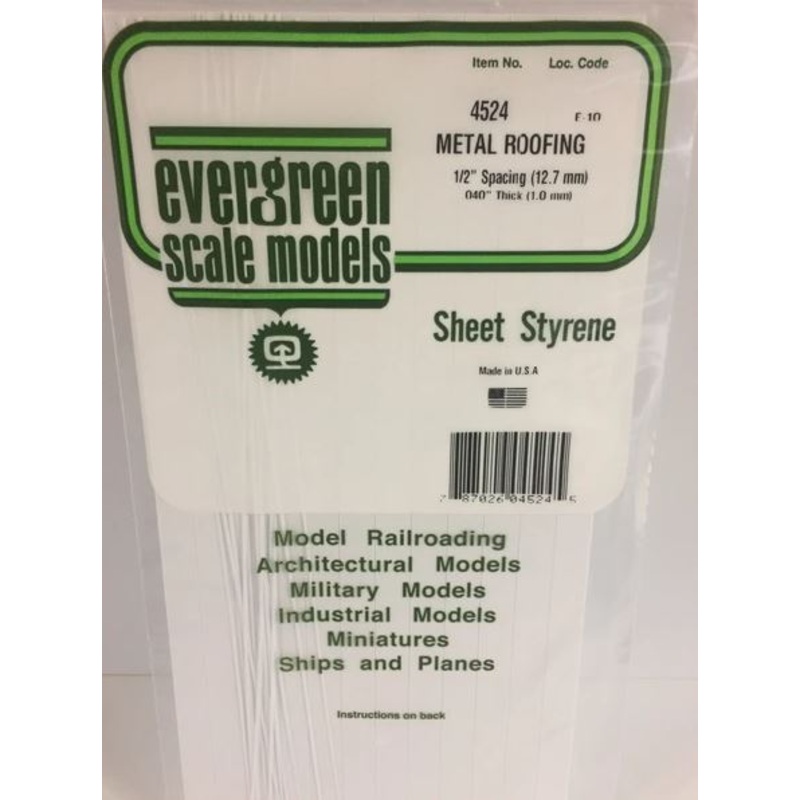 Item No. Loc. Code
4524 F-10
METAL ROOFING
1/2" Spacing (12.7 mm)
.040" Thick (1.0 mm)
evergreen
scale models
Sheet Styrene
Made in U.S.A
7 87026 04524 5
Model Railroading
Architectural Models
Military Models
Industrial Models
Miniatures
Ships and Planes
Instructions on back